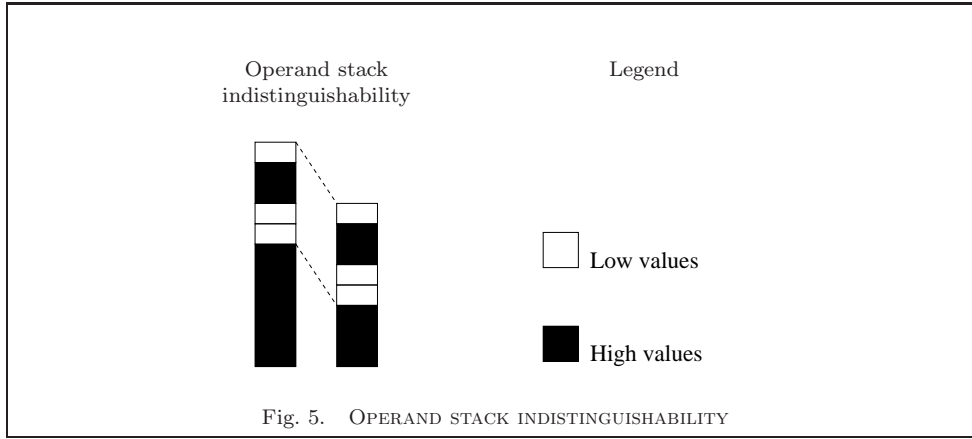 Operand stack
indistinguishability
Legend
Low values
High values
Fig. 5. OPERAND STACK INDISTINGUISHABILITY